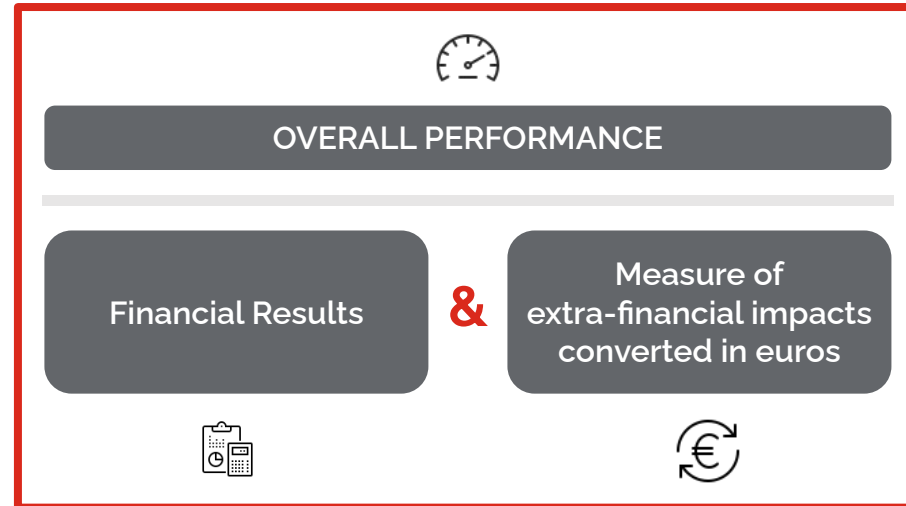 OVERALL PERFORMANCE
Financial Results
&
Measure of
extra-financial impacts
converted in euros
€